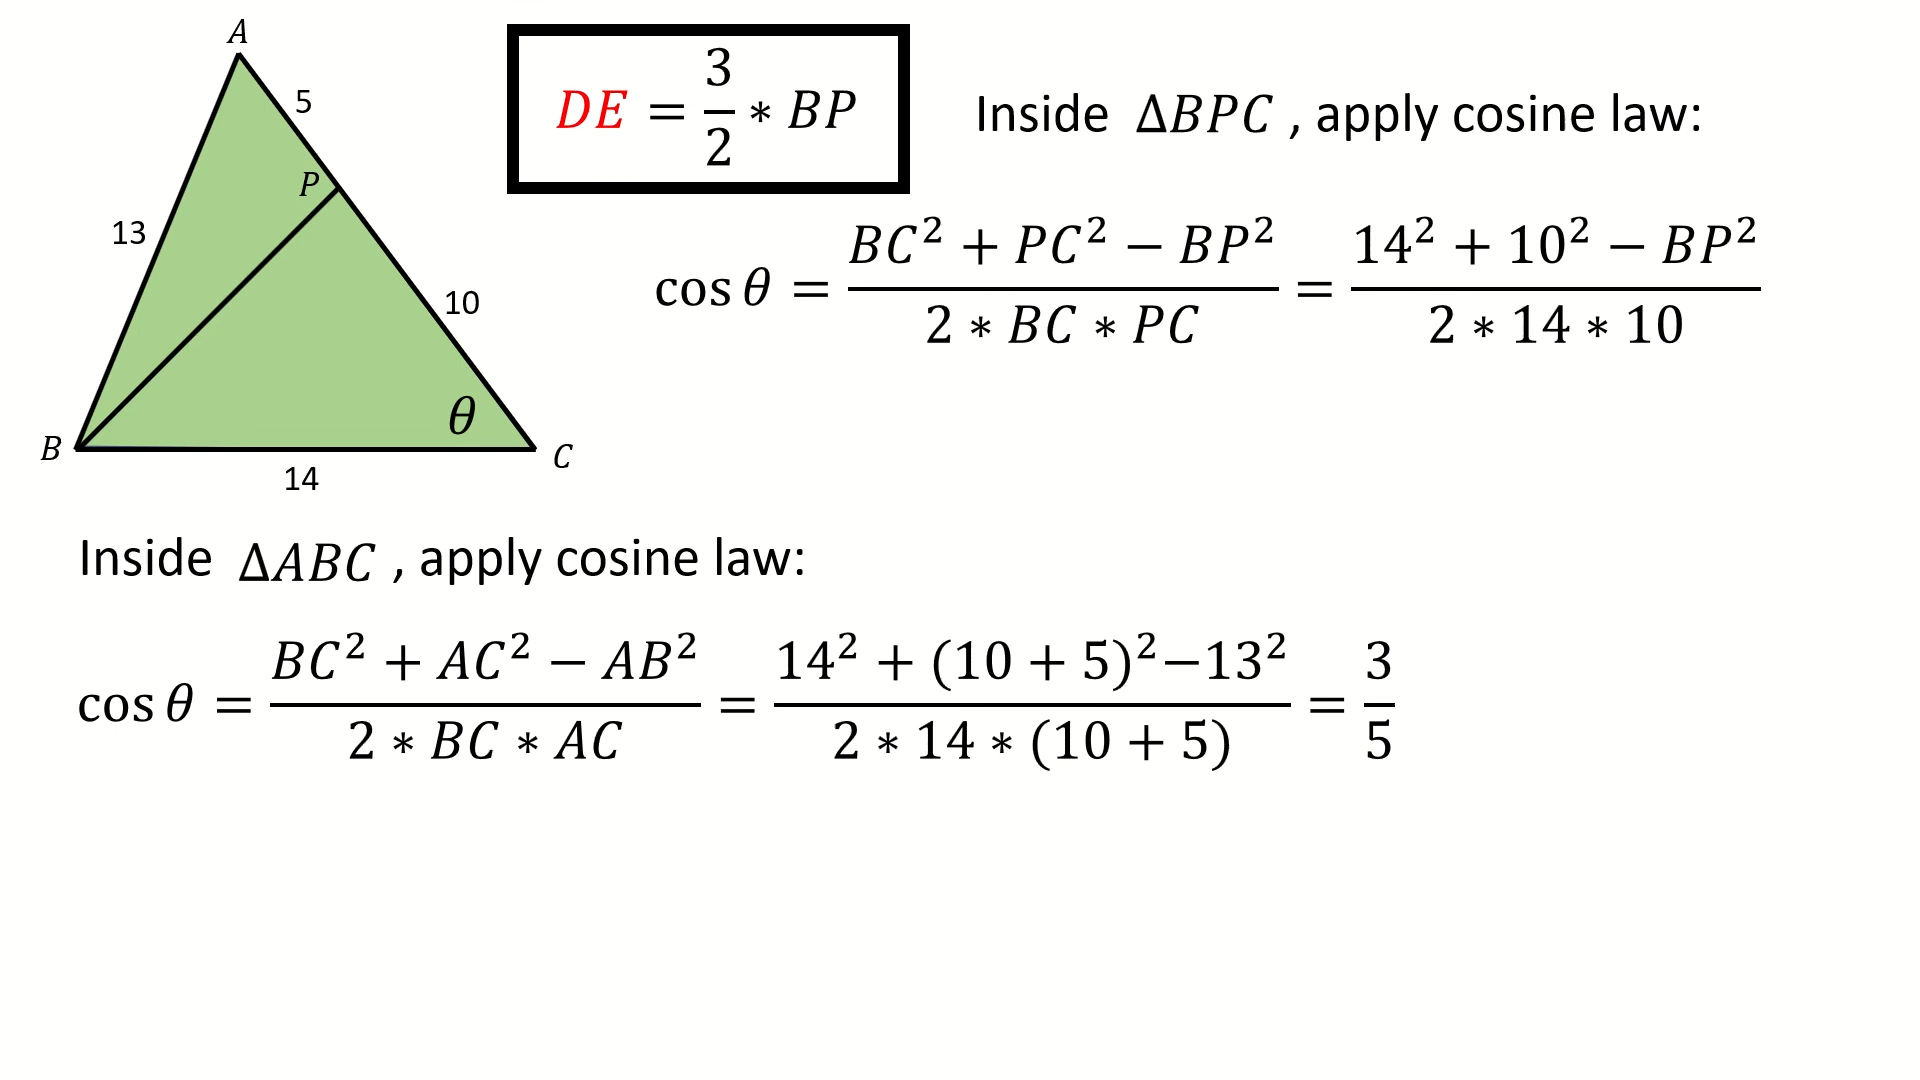 A
5
P
13
10
θ
B
C
14
DE = 3/2 ∗ BP
Inside ΔBPC , apply cosine law:
cos θ = (BC² + PC² − BP²)/(2 ∗ BC ∗ PC) = (14² + 10² − BP²)/(2 ∗ 14 ∗ 10)
Inside ΔABC , apply cosine law:
cos θ = (BC² + AC² − AB²)/(2 ∗ BC ∗ AC) = (14² + (10 + 5)²−13²)/(2 ∗ 14 ∗ (10 + 5)) = 3/5